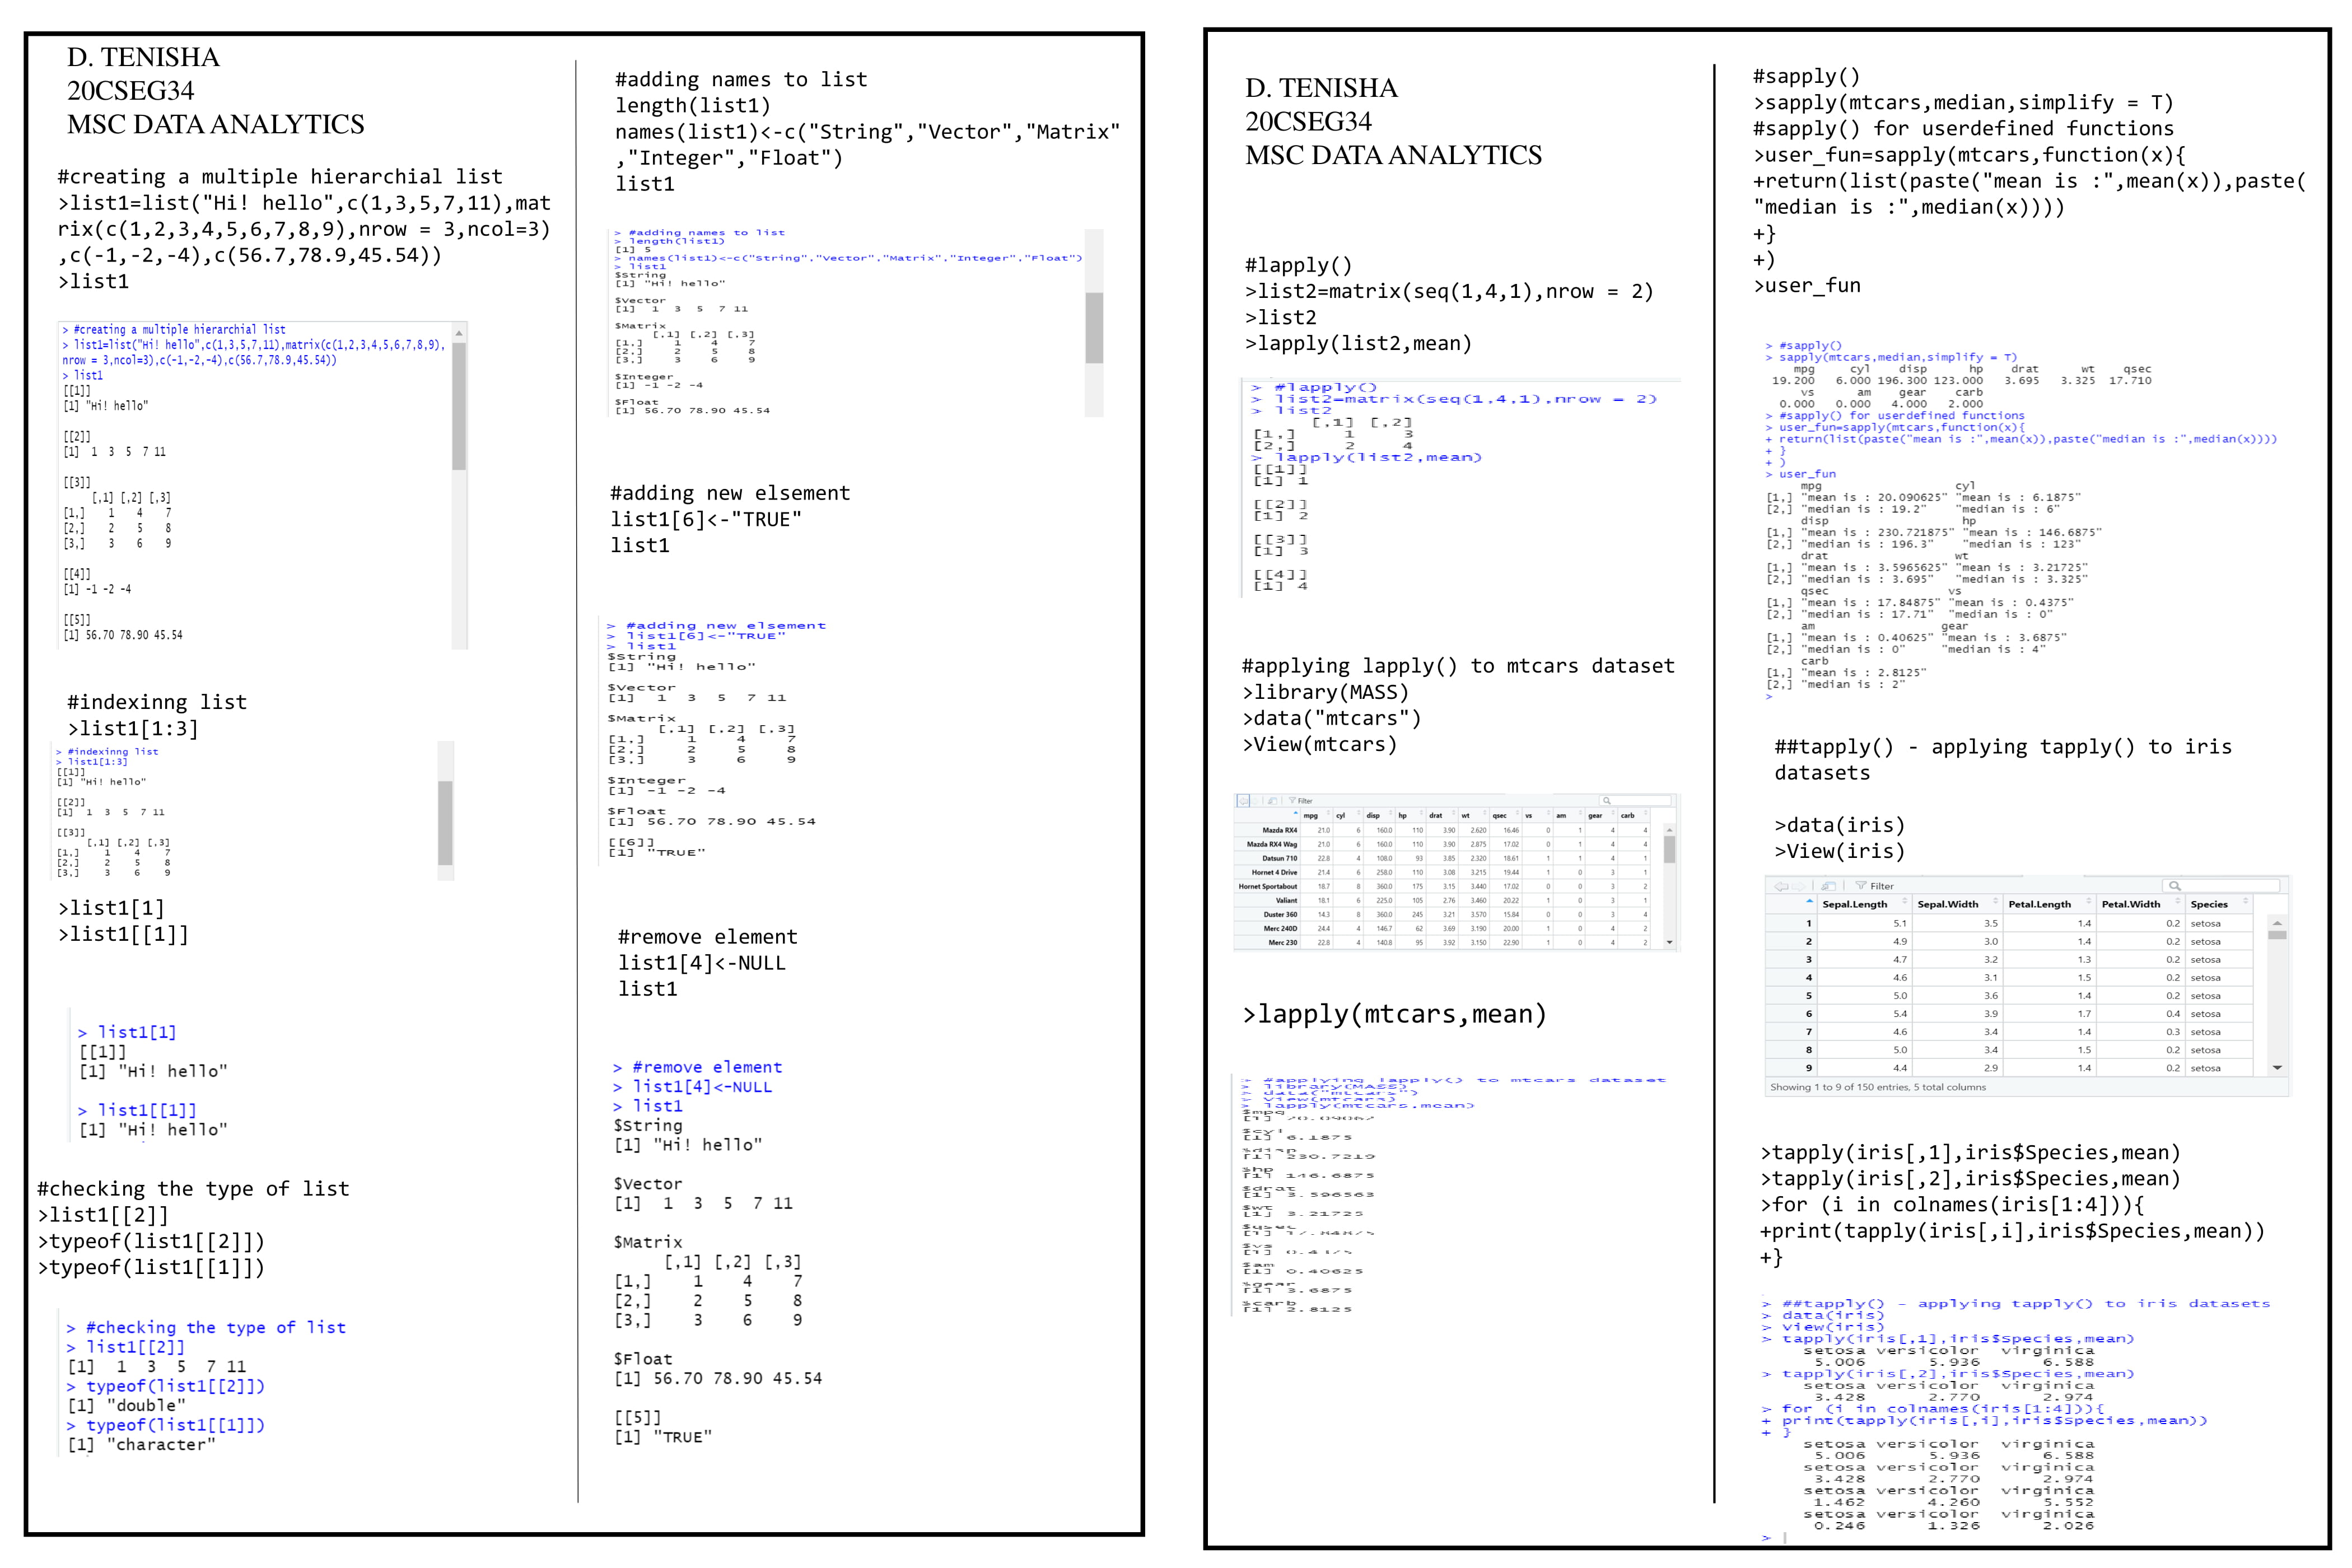 D. TENISHA
20CSEG34
MSC DATA ANALYTICS
#creating a multiple hierarchial list
>list1=list("Hi! hello",c(1,3,5,7,11),mat
rix(c(1,2,3,4,5,6,7,8,9),nrow = 3,ncol=3)
,c(-1,-2,-4),c(56.7,78.9,45.54))
>list1
> #creating a multiple hierarchial list
> list1=list("Hi! hello",c(1,3,5,7,11),matrix(c(1,2,3,4,5,6,7,8,9),
nrow = 3,ncol=3),c(-1,-2,-4),c(56.7,78.9,45.54))
> list1
[[1]]
[1] "Hi! hello"
[[2]]
[1] 1 3 5 7 11
[[3]]
[,1] [,2] [,3]
[1,] 1 4 7
[2,] 2 5 8
[3,] 3 6 9
[[4]]
[1] -1 -2 -4
[[5]]
[1] 56.70 78.90 45.54
#indexinng list
>list1[1:3]
> #indexinng list
> list1[1:3]
[[1]]
[1] "Hi! hello"
[[2]]
[1] 1 3 5 7 11
[[3]]
[,1] [,2] [,3]
[1,] 1 4 7
[2,] 2 5 8
[3,] 3 6 9
>list1[1]
>list1[[1]]
> list1[1]
[[1]]
[1] "Hi! hello"
> list1[[1]]
[1] "Hi! hello"
#checking the type of list
>list1[[2]]
>typeof(list1[[2]])
>typeof(list1[[1]])
> #checking the type of list
> list1[[2]]
[1] 1 3 5 7 11
> typeof(list1[[2]])
[1] "double"
> typeof(list1[[1]])
[1] "character"
#adding names to list
length(list1)
names(list1)<-c("String","Vector","Matrix"
,"Integer","Float")
list1
> #adding names to list
> length(list1)
[1] 5
> names(list1)<-c("String","Vector","Matrix","Integer","Float")
> list1
$String
[1] "Hi! hello"
$Vector
[1] 1 3 5 7 11
$Matrix
[,1] [,2] [,3]
[1,] 1 4 7
[2,] 2 5 8
[3,] 3 6 9
$Integer
[1] -1 -2 -4
$Float
[1] 56.70 78.90 45.54
#adding new elsement
list1[6]<-"TRUE"
list1
> #adding new elsement
> list1[6]<-"TRUE"
> list1
$String
[1] "Hi! hello"
$Vector
[1] 1 3 5 7 11
$Matrix
[,1] [,2] [,3]
[1,] 1 4 7
[2,] 2 5 8
[3,] 3 6 9
$Integer
[1] -1 -2 -4
$Float
[1] 56.70 78.90 45.54
[[6]]
[1] "TRUE"
#remove element
list1[4]<-NULL
list1
> #remove element
> list1[4]<-NULL
> list1
$String
[1] "Hi! hello"
$Vector
[1] 1 3 5 7 11
$Matrix
[,1] [,2] [,3]
[1,] 1 4 7
[2,] 2 5 8
[3,] 3 6 9
$Float
[1] 56.70 78.90 45.54
[[5]]
[1] "TRUE"
D. TENISHA
20CSEG34
MSC DATA ANALYTICS
#lapply()
>list2=matrix(seq(1,4,1),nrow = 2)
>list2
>lapply(list2,mean)
> #lapply()
> list2=matrix(seq(1,4,1),nrow = 2)
> list2
[,1] [,2]
[1,] 1 3
[2,] 2 4
> lapply(list2,mean)
[[1]]
[1] 1
[[2]]
[1] 2
[[3]]
[1] 3
[[4]]
[1] 4
#applying lapply() to mtcars dataset
>library(MASS)
>data("mtcars")
>View(mtcars)
Filter
mpg cyl disp hp drat wt qsec vs am gear carb
Mazda RX4 21.0 6 160.0 110 3.90 2.620 16.46 0 1 4 4
Mazda RX4 Wag 21.0 6 160.0 110 3.90 2.875 17.02 0 1 4 4
Datsun 710 22.8 4 108.0 93 3.85 2.320 18.61 1 1 4 1
Hornet 4 Drive 21.4 6 258.0 110 3.08 3.215 19.44 1 0 3 1
Hornet Sportabout 18.7 8 360.0 175 3.15 3.440 17.02 0 0 3 2
Valiant 18.1 6 225.0 105 2.76 3.460 20.22 1 0 3 1
Duster 360 14.3 8 360.0 245 3.21 3.570 15.84 0 0 3 4
Merc 240D 24.4 4 146.7 62 3.69 3.190 20.00 1 0 4 2
Merc 230 22.8 4 140.8 95 3.92 3.150 22.90 1 0 4 2
>lapply(mtcars,mean)
> #applying lapply() to mtcars dataset
> library(MASS)
> data("mtcars")
> View(mtcars)
> lapply(mtcars,mean)
$mpg
[1] 20.09062
$cyl
[1] 6.1875
$disp
[1] 230.7219
$hp
[1] 146.6875
$drat
[1] 3.596563
$wt
[1] 3.21725
$qsec
[1] 17.84875
$vs
[1] 0.4375
$am
[1] 0.40625
$gear
[1] 3.6875
$carb
[1] 2.8125
#sapply()
>sapply(mtcars,median,simplify = T)
#sapply() for userdefined functions
>user_fun=sapply(mtcars,function(x){
+return(list(paste("mean is :",mean(x)),paste(
"median is :",median(x))))
+}
+)
>user_fun
> #sapply()
> sapply(mtcars,median,simplify = T)
mpg cyl disp hp drat wt qsec
19.200 6.000 196.300 123.000 3.695 3.325 17.710
vs am gear carb
0.000 0.000 4.000 2.000
> #sapply() for userdefined functions
> user_fun=sapply(mtcars,function(x){
+ return(list(paste("mean is :",mean(x)),paste("median is :",median(x))))
+ }
+ )
> user_fun
mpg cyl
[1,] "mean is : 20.090625" "mean is : 6.1875"
[2,] "median is : 19.2" "median is : 6"
disp hp
[1,] "mean is : 230.721875" "mean is : 146.6875"
[2,] "median is : 196.3" "median is : 123"
drat wt
[1,] "mean is : 3.5965625" "mean is : 3.21725"
[2,] "median is : 3.695" "median is : 3.325"
qsec vs
[1,] "mean is : 17.84875" "mean is : 0.4375"
[2,] "median is : 17.71" "median is : 0"
am gear
[1,] "mean is : 0.40625" "mean is : 3.6875"
[2,] "median is : 0" "median is : 4"
carb
[1,] "mean is : 2.8125"
[2,] "median is : 2"
>
##tapply() - applying tapply() to iris
datasets
>data(iris)
>View(iris)
Filter
Sepal.Length Sepal.Width Petal.Length Petal.Width Species
1 5.1 3.5 1.4 0.2 setosa
2 4.9 3.0 1.4 0.2 setosa
3 4.7 3.2 1.3 0.2 setosa
4 4.6 3.1 1.5 0.2 setosa
5 5.0 3.6 1.4 0.2 setosa
6 5.4 3.9 1.7 0.4 setosa
7 4.6 3.4 1.4 0.3 setosa
8 5.0 3.4 1.5 0.2 setosa
9 4.4 2.9 1.4 0.2 setosa
Showing 1 to 9 of 150 entries, 5 total columns
>tapply(iris[,1],iris$Species,mean)
>tapply(iris[,2],iris$Species,mean)
>for (i in colnames(iris[1:4])){
+print(tapply(iris[,i],iris$Species,mean))
+}
> ##tapply() - applying tapply() to iris datasets
> data(iris)
> View(iris)
> tapply(iris[,1],iris$Species,mean)
setosa versicolor virginica
5.006 5.936 6.588
> tapply(iris[,2],iris$Species,mean)
setosa versicolor virginica
3.428 2.770 2.974
> for (i in colnames(iris[1:4])){
+ print(tapply(iris[,i],iris$Species,mean))
+ }
setosa versicolor virginica
5.006 5.936 6.588
setosa versicolor virginica
3.428 2.770 2.974
setosa versicolor virginica
1.462 4.260 5.552
setosa versicolor virginica
0.246 1.326 2.026
>